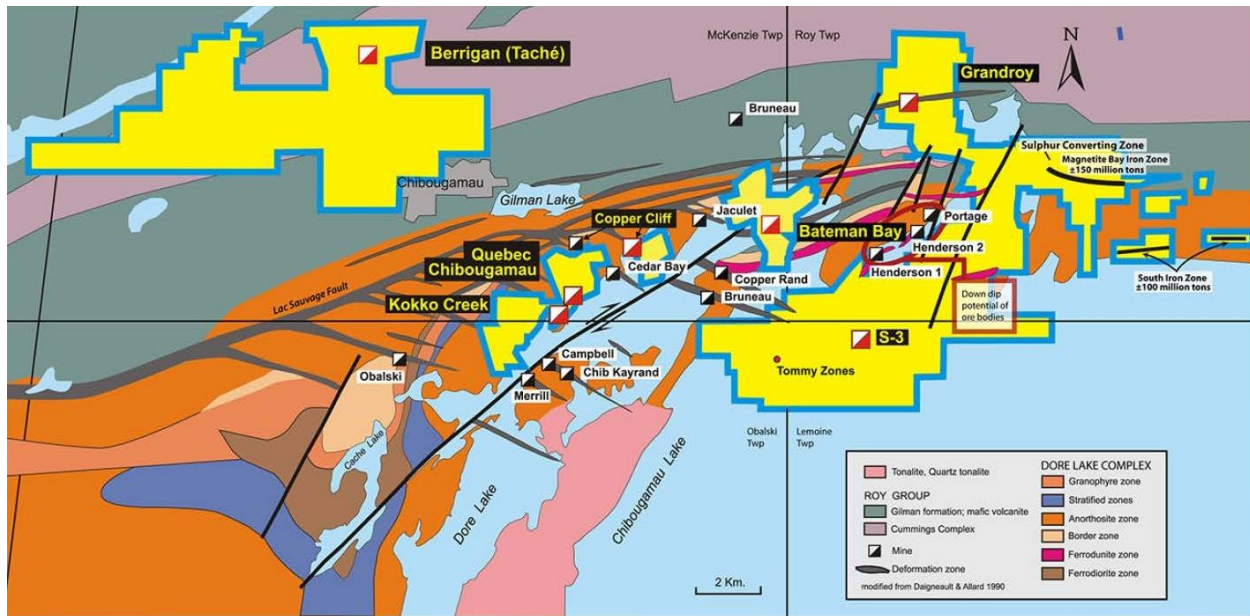 McKenzie Twp
Roy Twp
N
Berrigan (Taché)
Grandroy
Bruneau
Sulphur Converting Zone
Magnetite Bay Iron Zone
±150 million tons
Chibougamau
Gilman Lake
Copper Cliff
Jaculet
Portage
Bateman Bay
Henderson 2
Quebec
Chibougamau
Cedar Bay
Henderson 1
Copper Rand
South Iron Zone
±100 million tons
Kokko Creek
Lac Sauvage Fault
Bruneau
Down dip
potential of
ore bodies
S-3
Obalski
Campbell
Chib Kayrand
Tommy Zones
Merrill
Cache Lake
Dore Lake
Chibougamau Lake
Obalski
Twp
Lemoine
Twp
Tonalite, Quartz tonalite
ROY GROUP
Gilman formation; mafic volcanite
Cummings Complex
Mine
Deformation zone
modified from Daigneault & Allard 1990
DORE LAKE COMPLEX
Granophyre zone
Stratified zones
Anorthosite zone
Border zone
Ferrodunite zone
Ferrodiorite zone
2 Km.